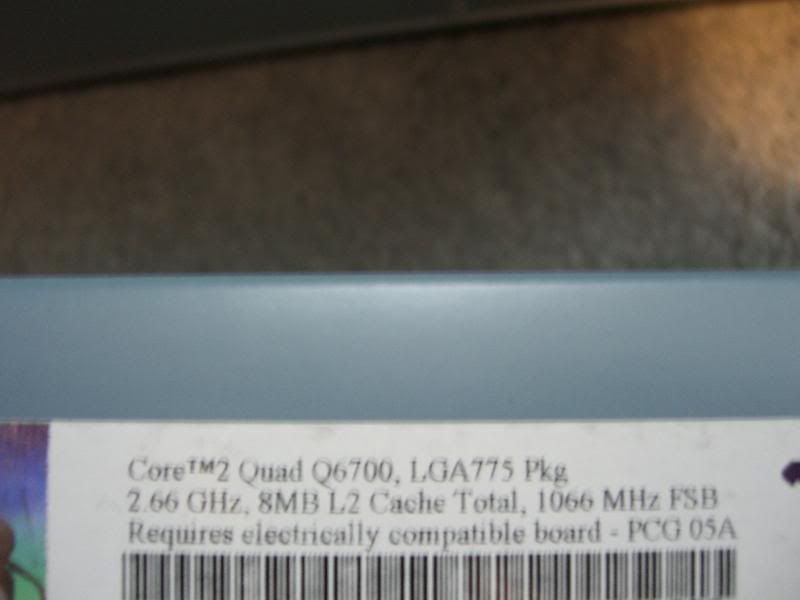 Core™2 Quad Q6700, LGA775 Pkg
2.66 GHz, 8MB L2 Cache Total, 1066 MHz FSB
Requires electrically compatible board - PCG 05A